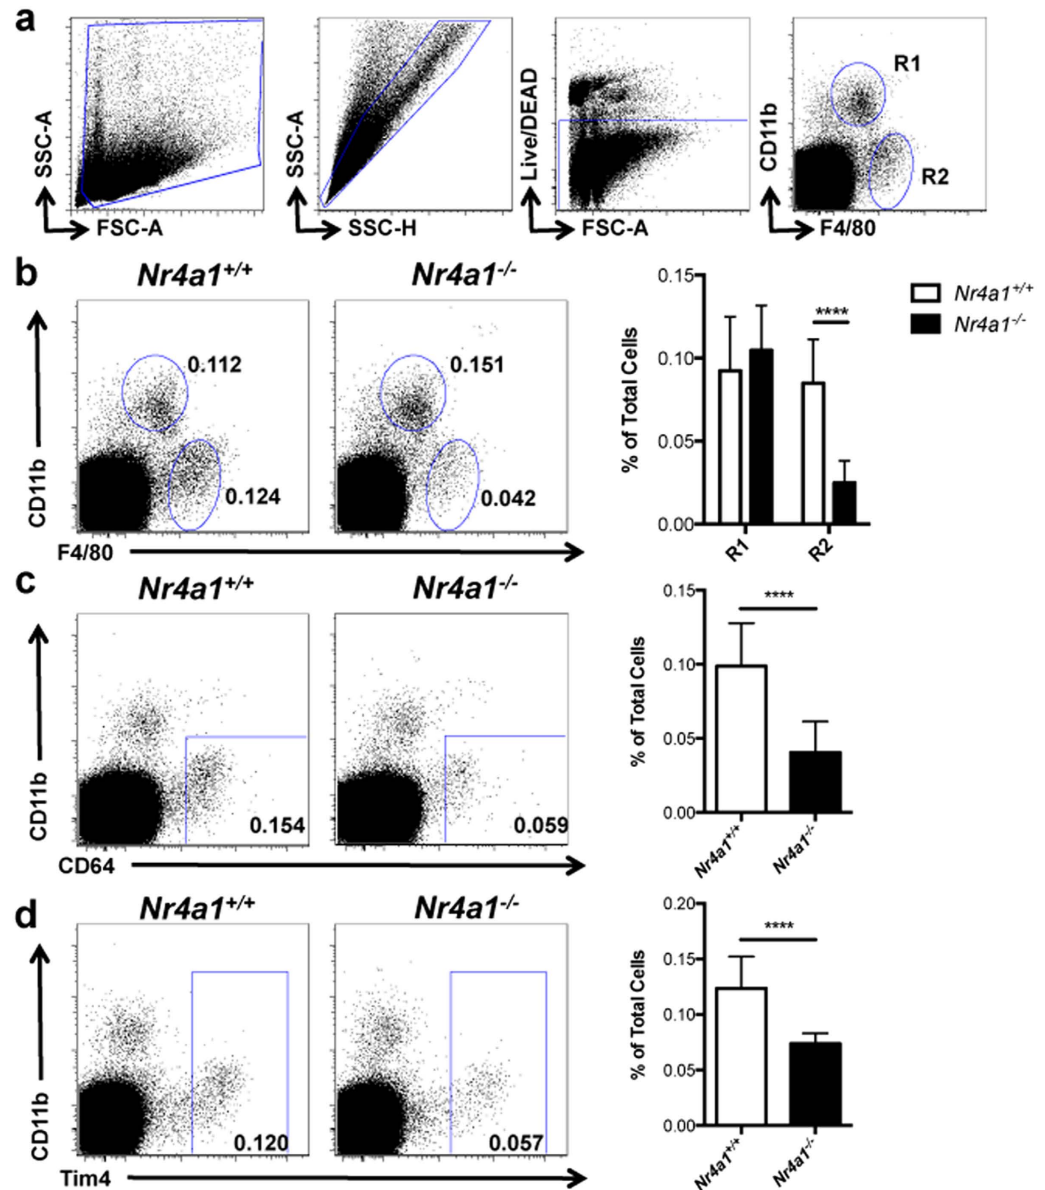 a
SSC-A
FSC-A
SSC-A
SSC-H
Live/DEAD
FSC-A
CD11b
F4/80
R1
R2
b
Nr4a1+/+
Nr4a1-/-
CD11b
0.112
0.124
0.151
0.042
F4/80
% of Total Cells
0.15
0.10
0.05
0.00
****
R1
R2
Nr4a1+/+
Nr4a1-/-
c
Nr4a1+/+
Nr4a1-/-
CD11b
0.154
0.059
CD64
% of Total Cells
0.15
0.10
0.05
0.00
****
Nr4a1+/+
Nr4a1-/-
d
Nr4a1+/+
Nr4a1-/-
CD11b
0.120
0.057
Tim4
% of Total Cells
0.20
0.15
0.10
0.05
0.00
****
Nr4a1+/+
Nr4a1-/-